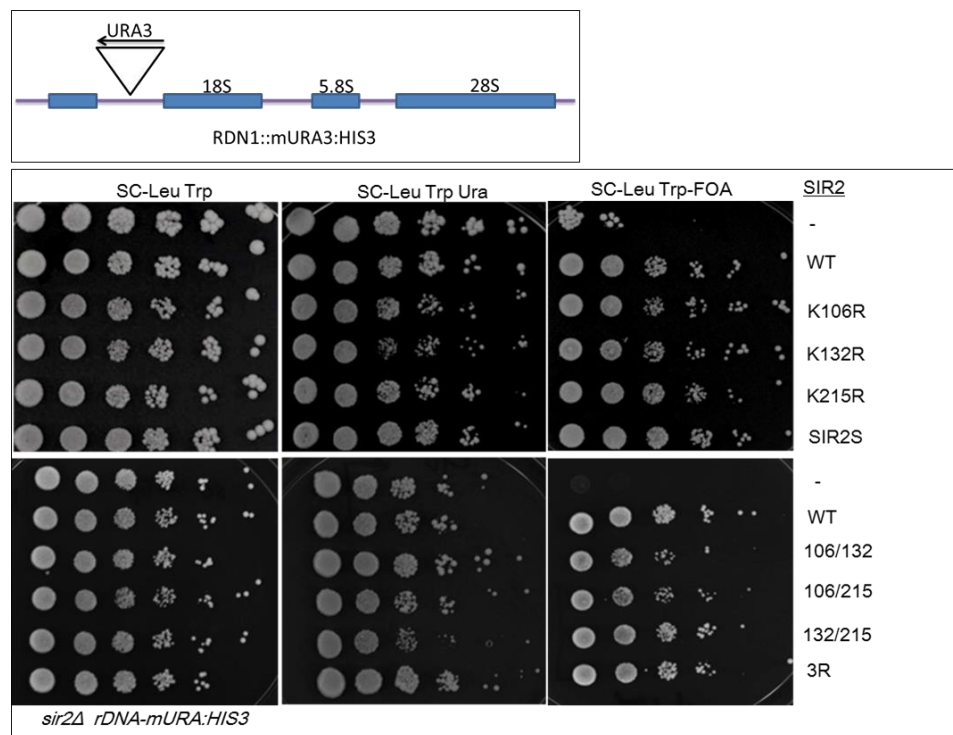 URA3
18S 5.8S 28S
RDN1::mURA3:HIS3
SC-Leu Trp SC-Leu Trp Ura SC-Leu Trp-FOA SIR2
-
WT
K106R
K132R
K215R
SIR2S
-
WT
106/132
106/215
132/215
3R
sir2Δ rDNA-mURA:HIS3